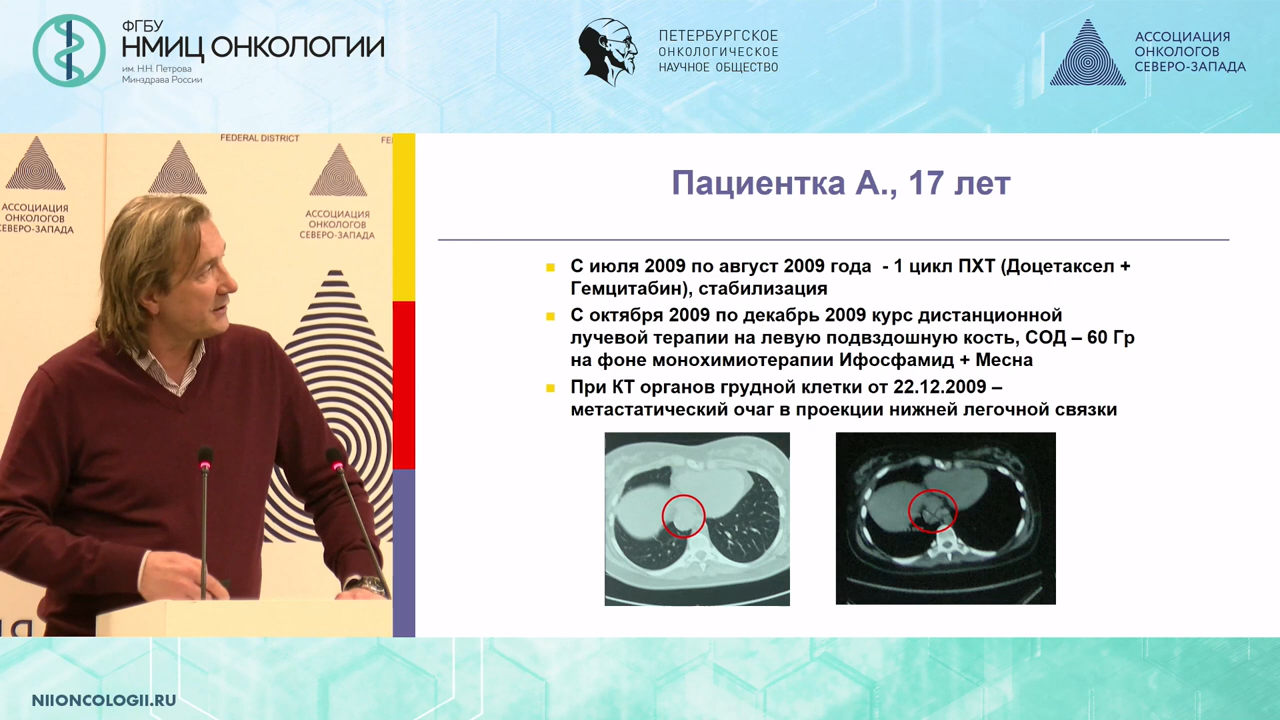 ФГБУ
НМИЦ ОНКОЛОГИИ
им. Н.Н. Петрова
Минздрава России
ПЕТЕРБУРГСКОЕ
ОНКОЛОГИЧЕСКОЕ
НАУЧНОЕ ОБЩЕСТВО
АССОЦИАЦИЯ
ОНКОЛОГОВ
СЕВЕРО-ЗАПАДА
FEDERAL DISTRICT
FE
АССОЦИАЦИЯ
ОНКОЛОГОВ
СЕВЕРО-ЗАПАДА
АССОЦИАЦИЯ
ОНКОЛОГОВ
СЕВЕРО-ЗАПАДА
Пациентка А., 17 лет
С июля 2009 по август 2009 года - 1 цикл ПХТ (Доцетаксел +
Гемцитабин), стабилизация
С октября 2009 по декабрь 2009 курс дистанционной
лучевой терапии на левую подвздошную кость, СОД – 60 Гр
на фоне монохимиотерапии Ифосфамид + Месна
При КТ органов грудной клетки от 22.12.2009 –
метастатический очаг в проекции нижней легочной связки
NIIONCOLOGII.RU